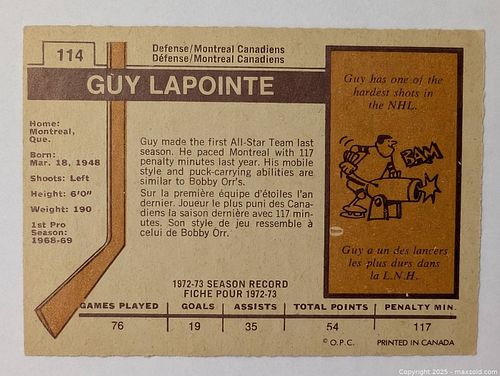 114
Defense/Montreal Canadiens
Défense/Montreal Canadiens
GUY LAPOINTE
Home:
Montreal,
Que.
Born:
Mar. 18, 1948
Shoots: Left
Height: 6'0"
Weight: 190
1st Pro
Season:
1968-69
Guy made the first All-Star Team last
season. He paced Montreal with 117
penalty minutes last year. His mobile
style and puck-carrying abilities are
similar to Bobby Orr's.
Sur la première équipe d'étoiles l'an
dernier. Joueur le plus puni des Cana-
diens la saison dernière avec 117 min-
utes. Son style de jeu ressemble à
celui de Bobby Orr.
Guy has one of the
hardest shots in
the NHL.
BAM
Guy a un des lancers
les plus durs dans
la L.N.H.
1972-73 SEASON RECORD
FICHE POUR 1972-73
GAMES PLAYED GOALS ASSISTS TOTAL POINTS PENALTY MIN.
76 19 35 54 117
© O.P.C. PRINTED IN CANADA
Copyright 2025 - maxsold.com